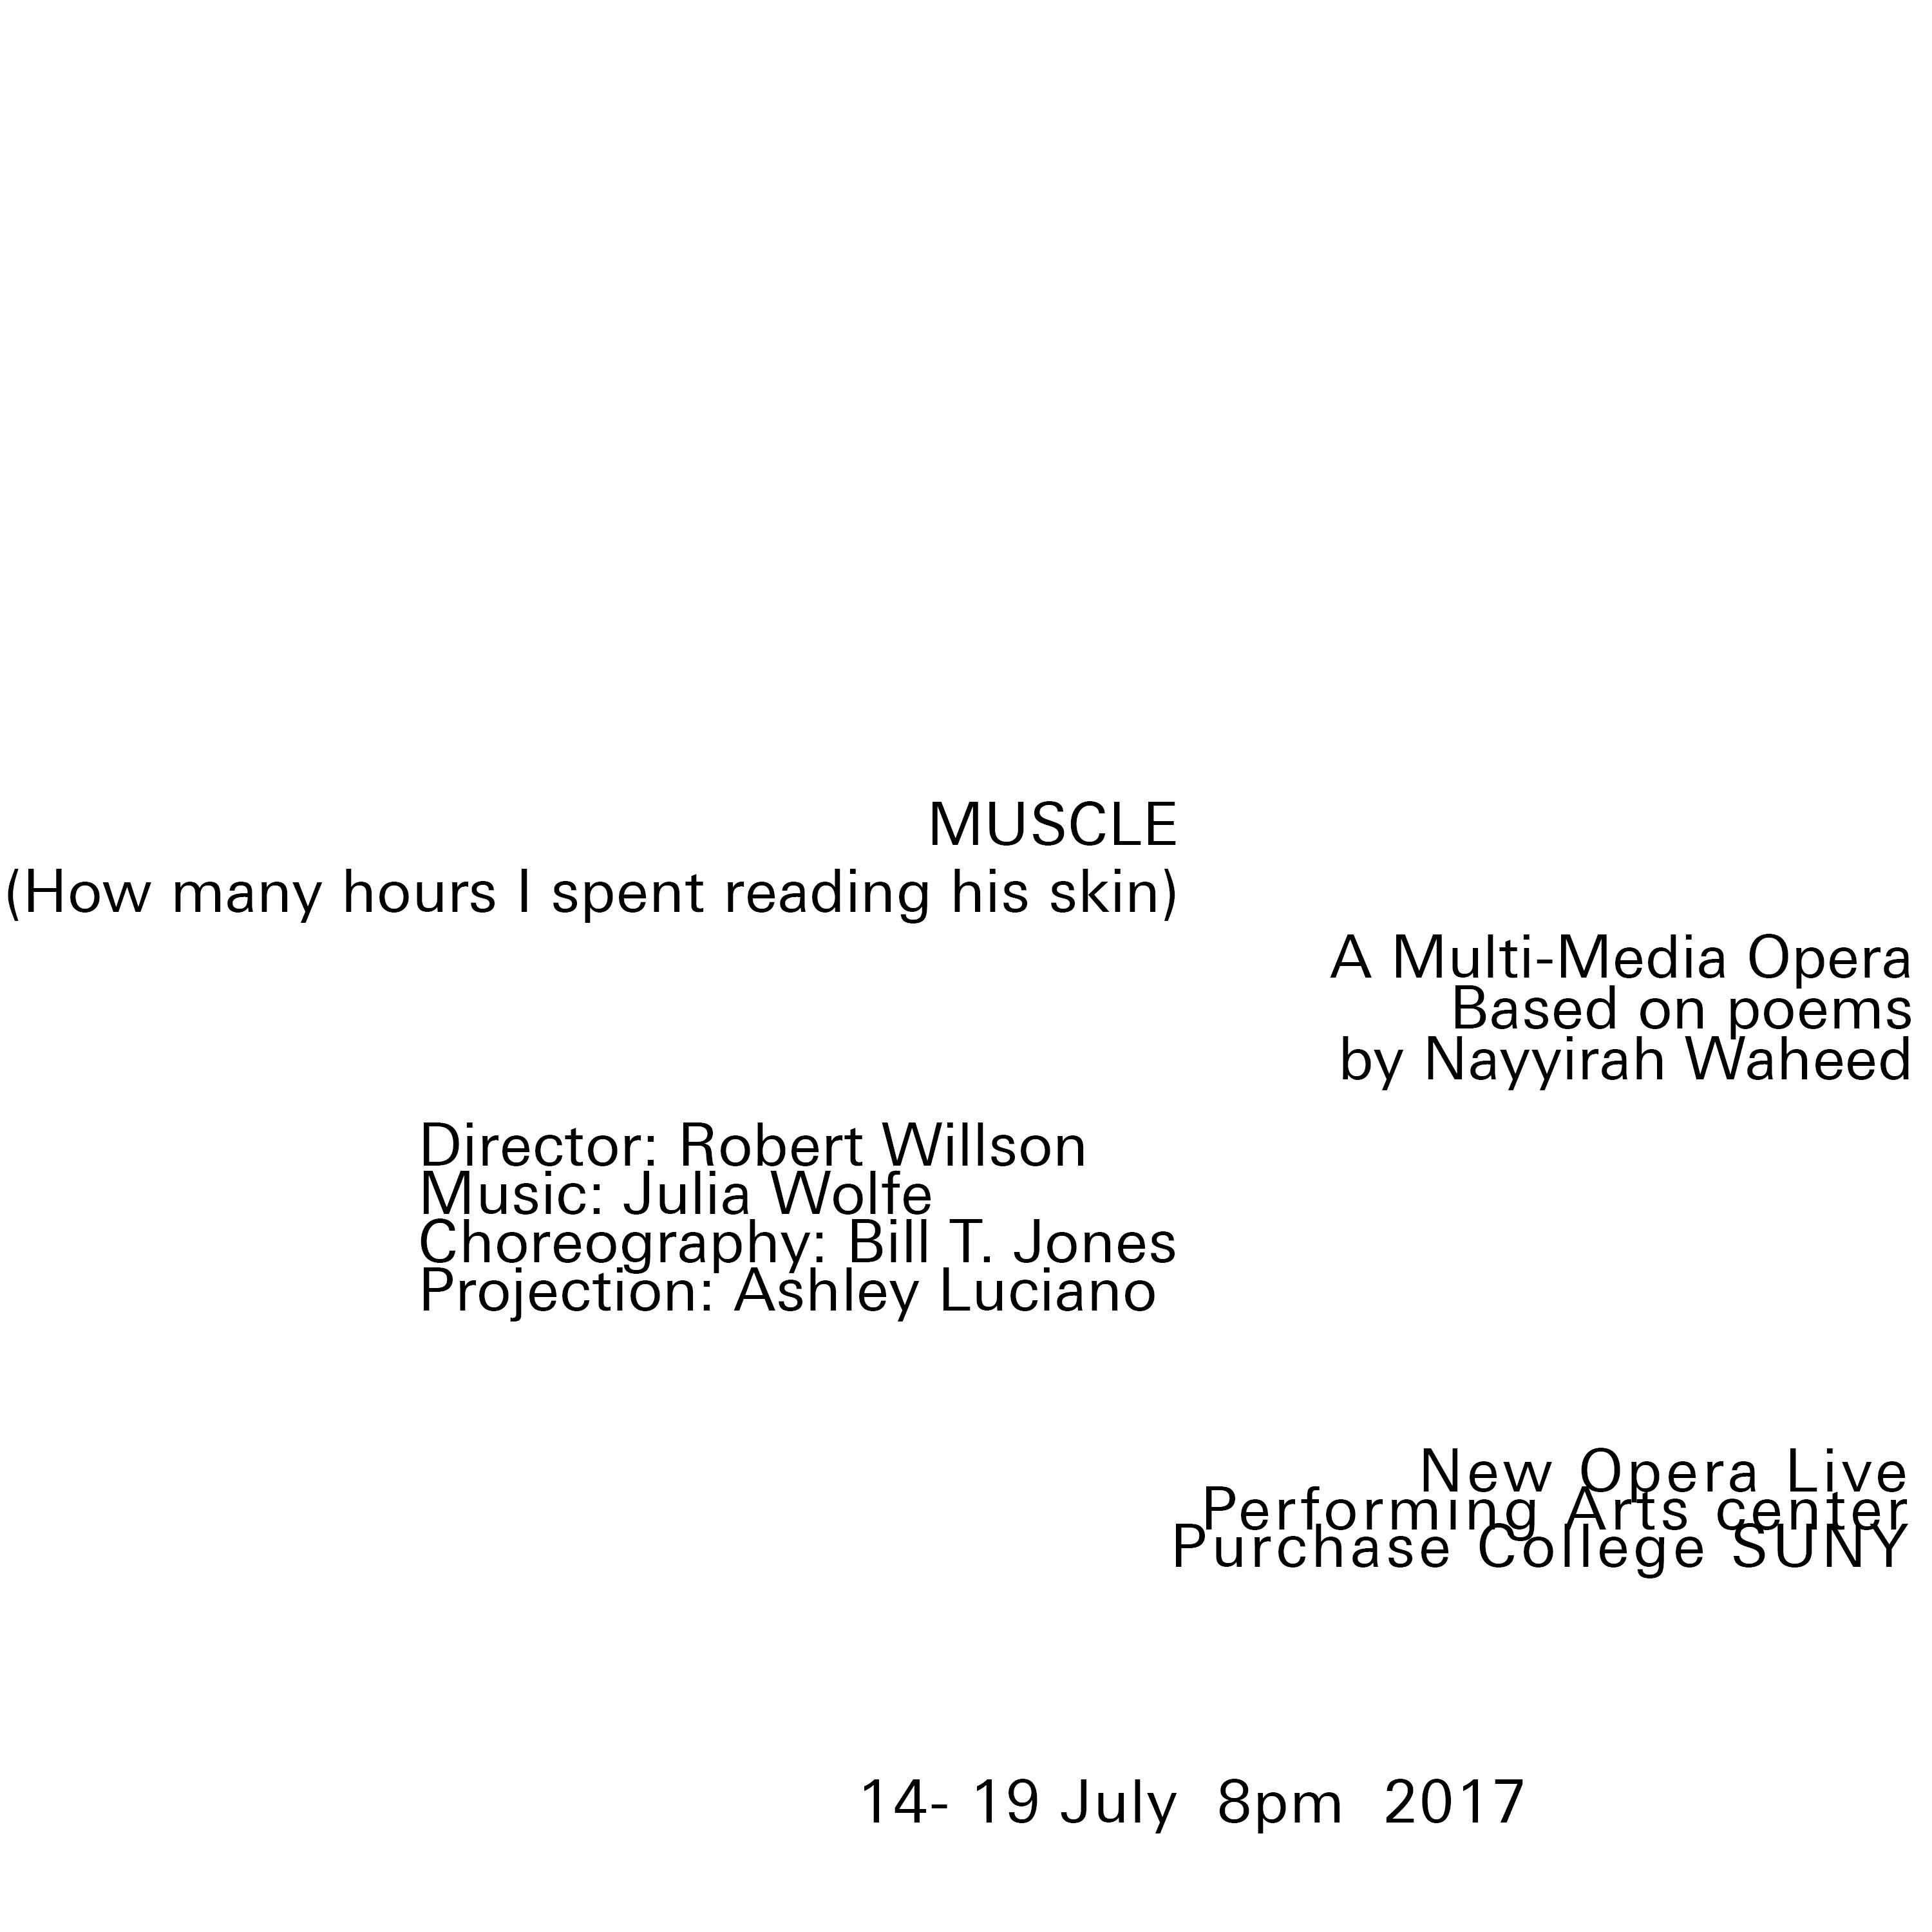 MUSCLE
(How many hours I spent reading his skin)
A Multi-Media Opera
Based on poems
by Nayyirah Waheed
Director: Robert Willson
Music: Julia Wolfe
Choreography: Bill T. Jones
Projection: Ashley Luciano
New Opera Live
Performing Arts center
Purchase College SUNY
14- 19 July  8pm  2017